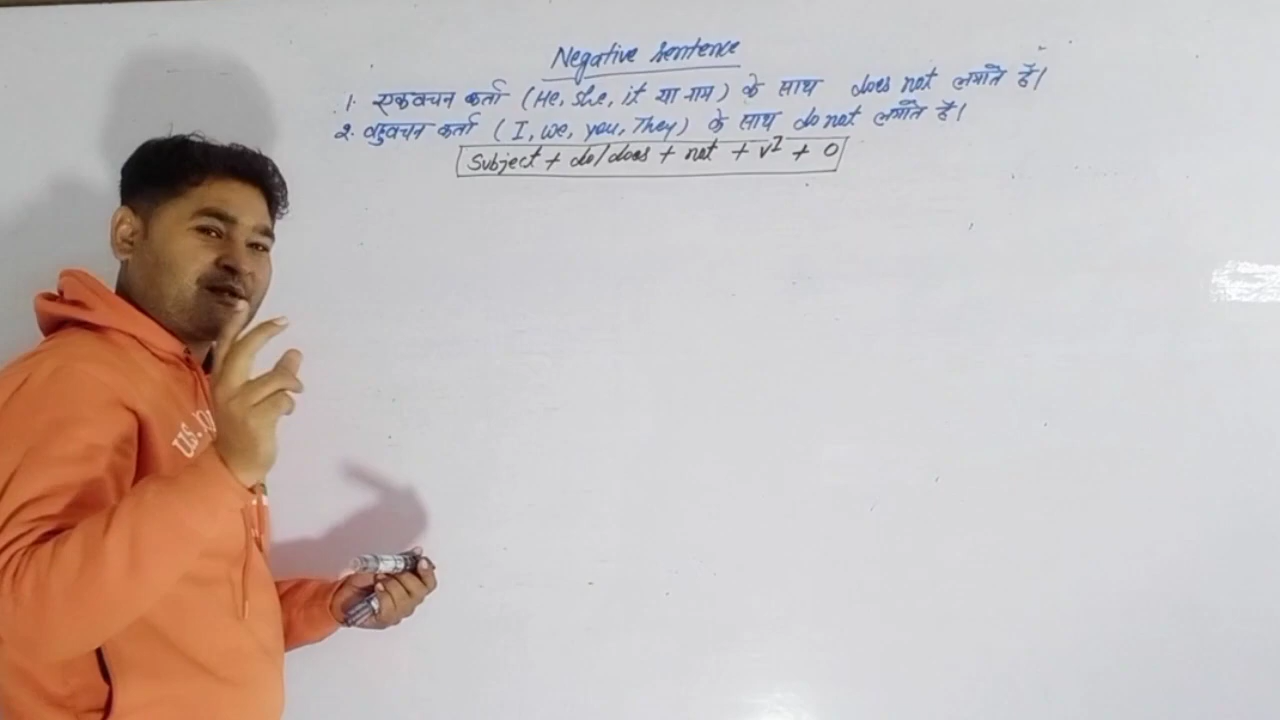 Negative Sentence
1. एकवचन कर्ता (He, She, it या नाम) के साथ does not लगाते हैं।
2. बहुवचन कर्ता (I, we, you, They) के साथ do not लगाते हैं।
Subject + do/does + not + v¹ + O
U.S.